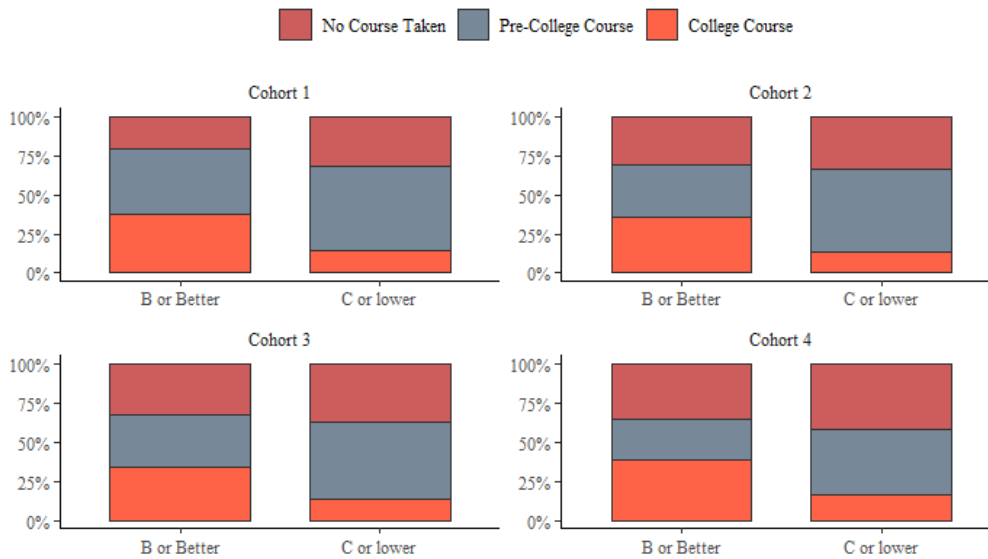 No Course Taken Pre-College Course College Course
Cohort 1
100%
75%
50%
25%
0%
B or Better C or lower
Cohort 2
100%
75%
50%
25%
0%
B or Better C or lower
Cohort 3
100%
75%
50%
25%
0%
B or Better C or lower
Cohort 4
100%
75%
50%
25%
0%
B or Better C or lower